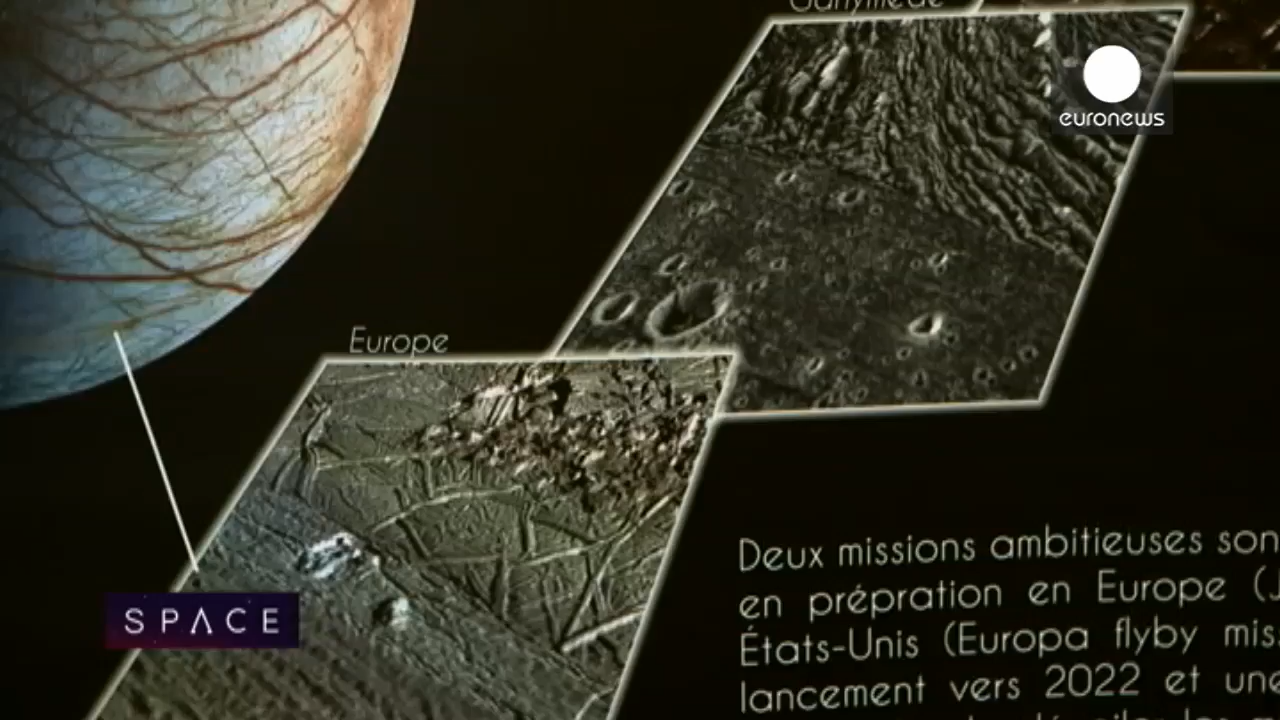 Ganymède
euronews
Europe
Deux missions ambitieuses son
en prépration en Europe (J
États-Unis (Europa flyby mis
lancement vers 2022 et une
SPACE